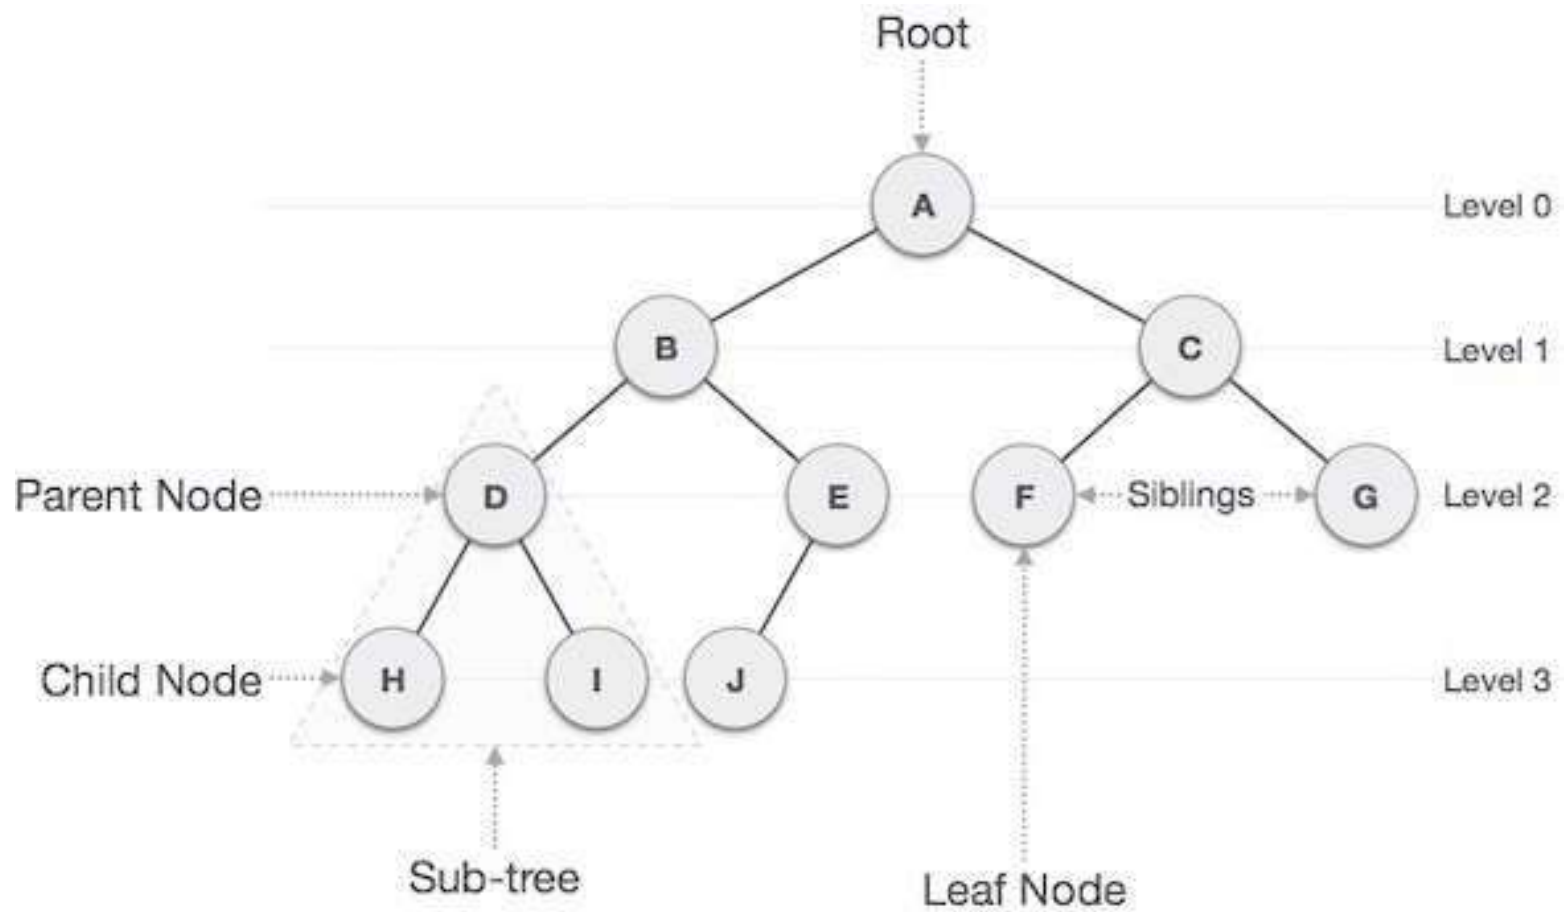 Root
A
Level 0
B
C
Level 1
Parent Node
D
E
F
Siblings
G
Level 2
Child Node
H
I
J
Level 3
Sub-tree
Leaf Node